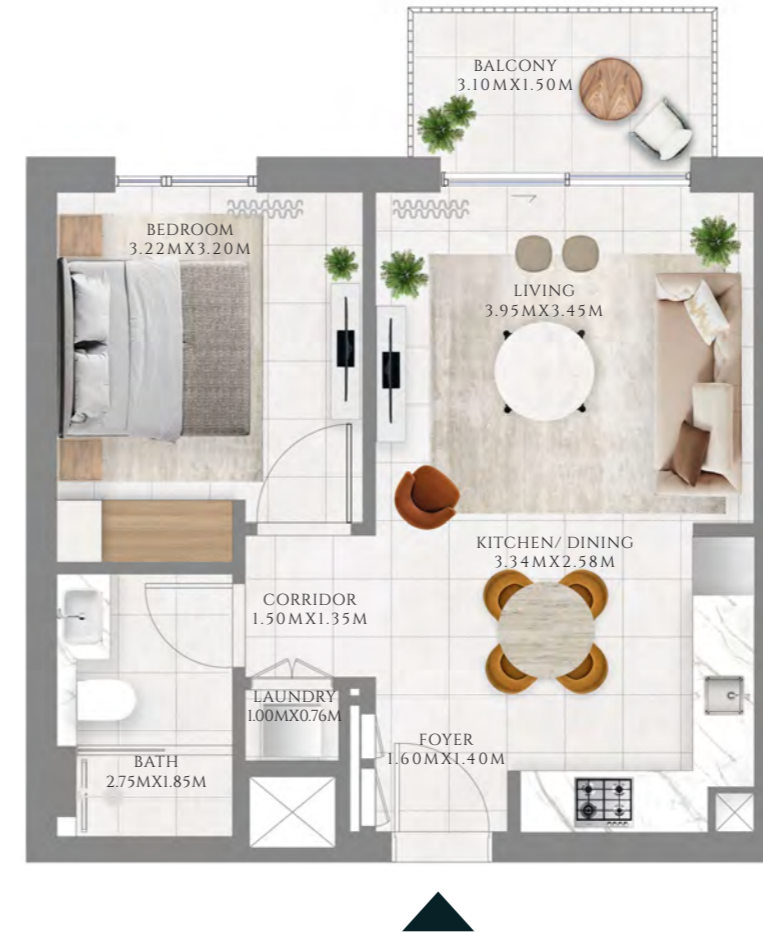 BALCONY
3.10MX1.50M
BEDROOM
3.22MX3.20M
LIVING
3.95MX3.45M
KITCHEN/ DINING
3.34MX2.58M
CORRIDOR
1.50MX1.35M
LAUNDRY
1.00MX0.76M
FOYER
1.60MX1.40M
BATH
2.75MX1.85M